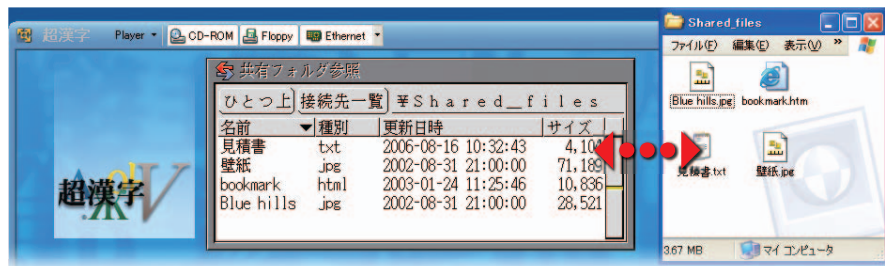 超漢字 Player CD-ROM Floppy Ethernet
共有フォルダ参照
ひとつ上 接続先一覧 ¥Shared_files
名前 種別 更新日時 サイズ
見積書 txt 2006-08-16 10:32:43 4,104
壁紙 jpg 2002-08-31 21:00:00 71,189
bookmark html 2003-01-24 11:25:46 10,836
Blue hills jpg 2002-08-31 21:00:00 28,521
超漢字
Shared_files
ファイル(F) 編集(E) 表示(V) »
Blue hills.jpg bookmark.htm
見積書.txt 壁紙.jpg
3.67 MB マイ コンピュータ